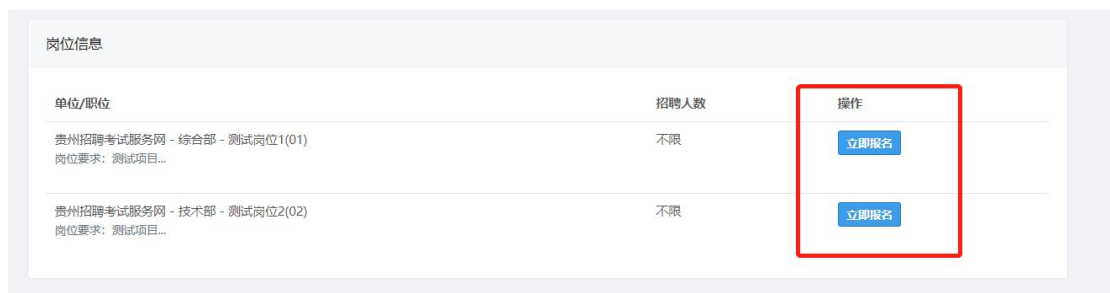 岗位信息
单位/职位 招聘人数 操作
贵州招聘考试服务网 - 综合部 - 测试岗位1(01) 不限 立即报名
岗位要求：测试项目...
贵州招聘考试服务网 - 技术部 - 测试岗位2(02) 不限 立即报名
岗位要求：测试项目...